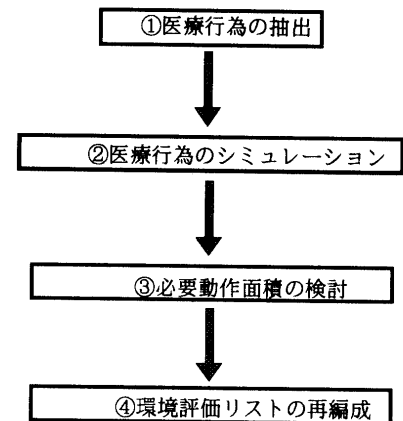 ①医療行為の抽出
②医療行為のシミュレーション
③必要動作面積の検討
④環境評価リストの再編成